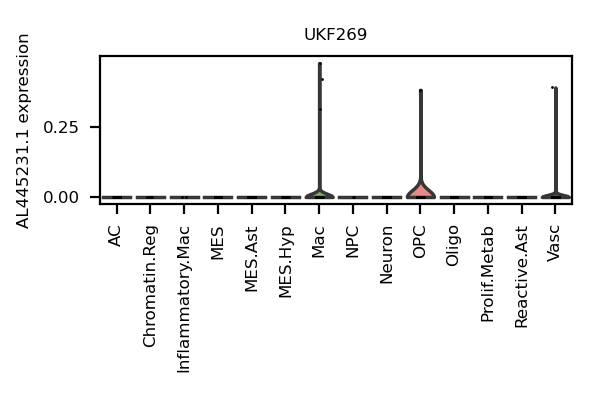 UKF269
AL445231.1 expression
0.25
0.00
AC
Chromatin.Reg
Inflammatory.Mac
MES
MES.Ast
MES.Hyp
Mac
NPC
Neuron
OPC
Oligo
Prolif.Metab
Reactive.Ast
Vasc